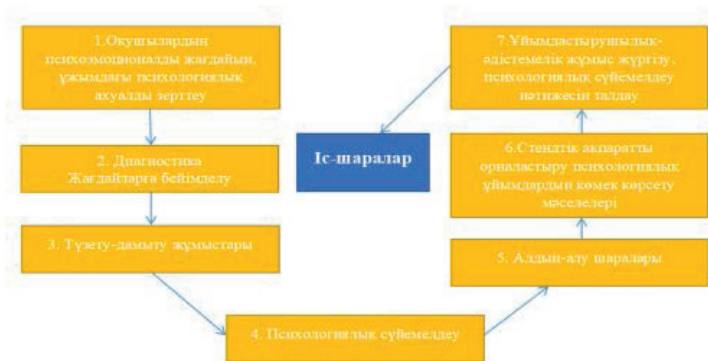 1.Оқушылардың
психоэмоционалды жағдайын,
ұжымдағы психологиялық
ахуалды зерттеу
2. Диагностика
Жағдайларға бейімделу
3. Түзету-дамыту жұмыстары
4. Психологиялық сүйемелдеу
5. Алдын-алу шаралары
6.Стендтік ақпаратты
орналастыру психологиялық
ұйымдардың көмек көрсету
мәселелері
7.Ұйымдастырушылық-
әдістемелік жұмыс жүргізу,
психологиялық сүйемелдеу
нәтижесін талдау
Іс-шаралар